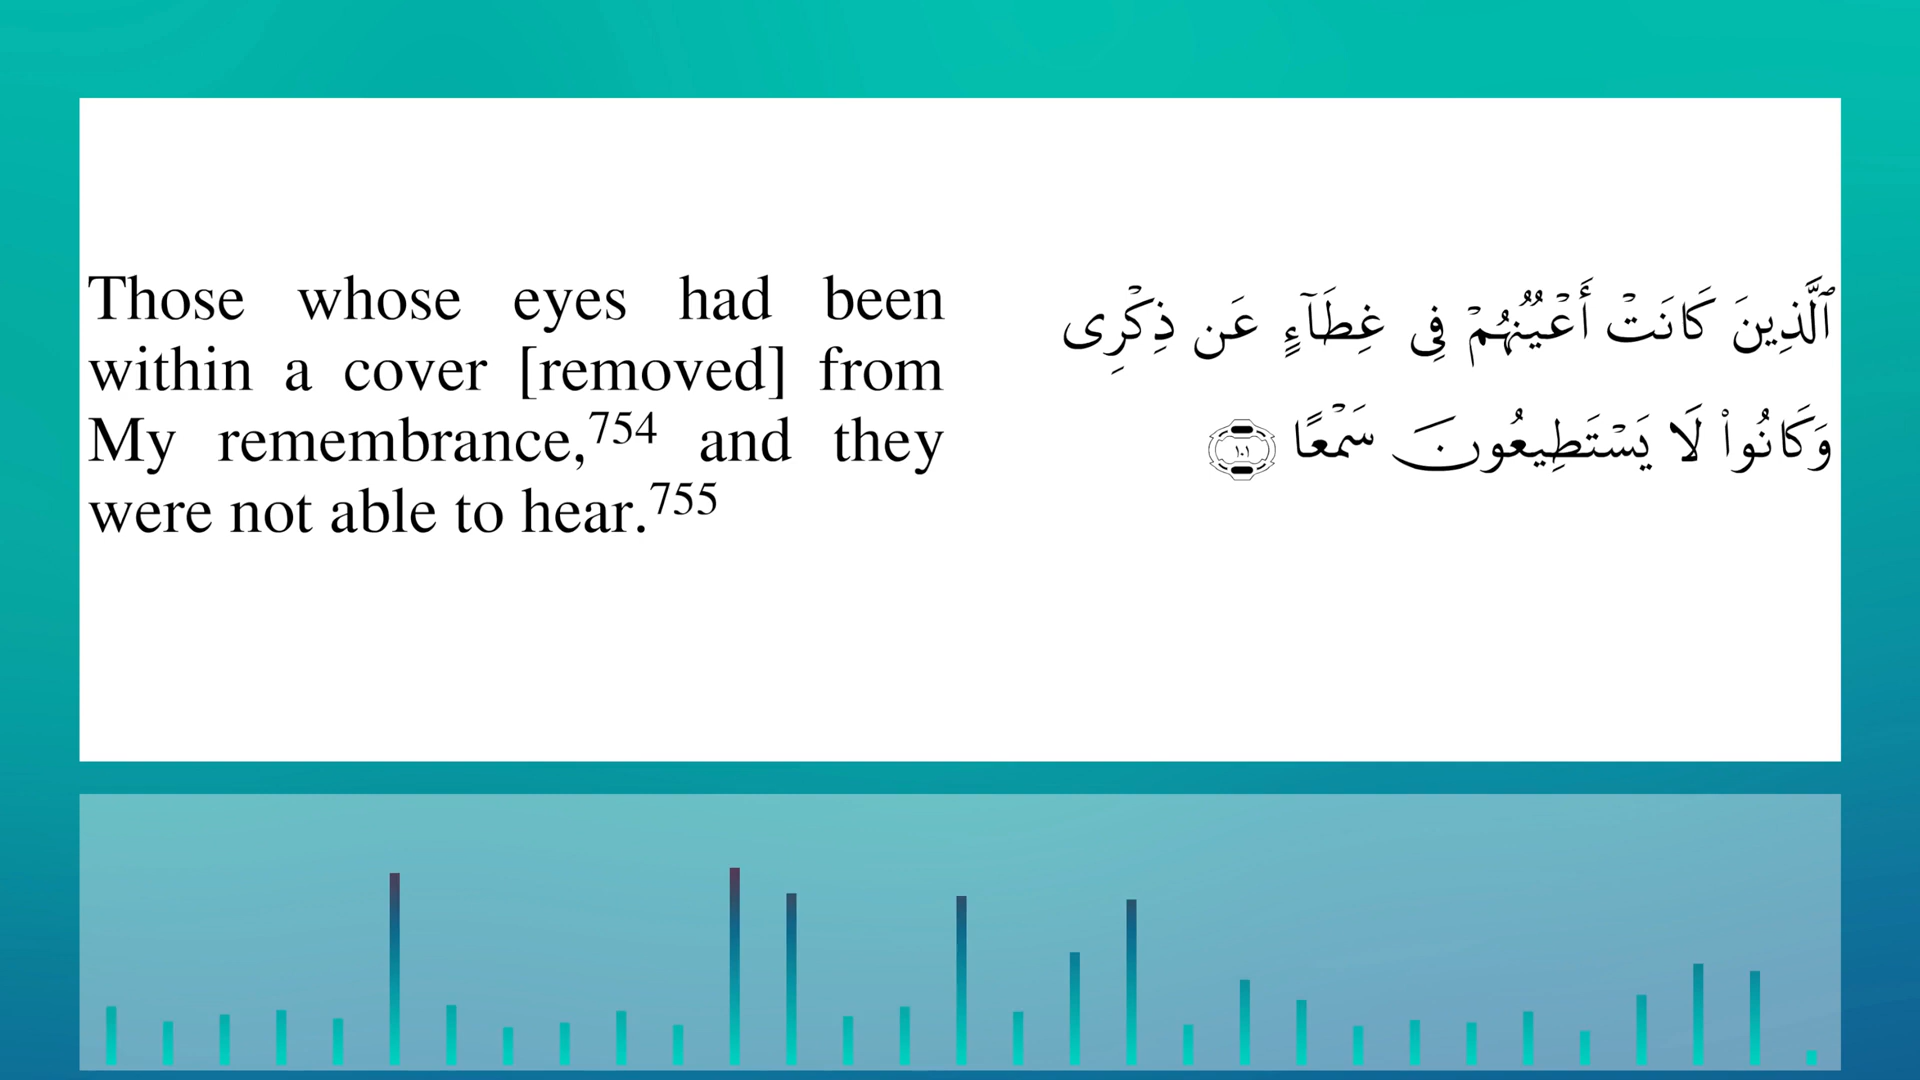 Those whose eyes had been
within a cover [removed] from
My remembrance,754 and they
were not able to hear.755
ٱلَّذِينَ كَانَتْ أَعْيُنُهُمْ فِى غِطَآءٍ عَن ذِكْرِى
وَكَانُوا۟ لَا يَسْتَطِيعُونَ سَمْعًا ١٠١